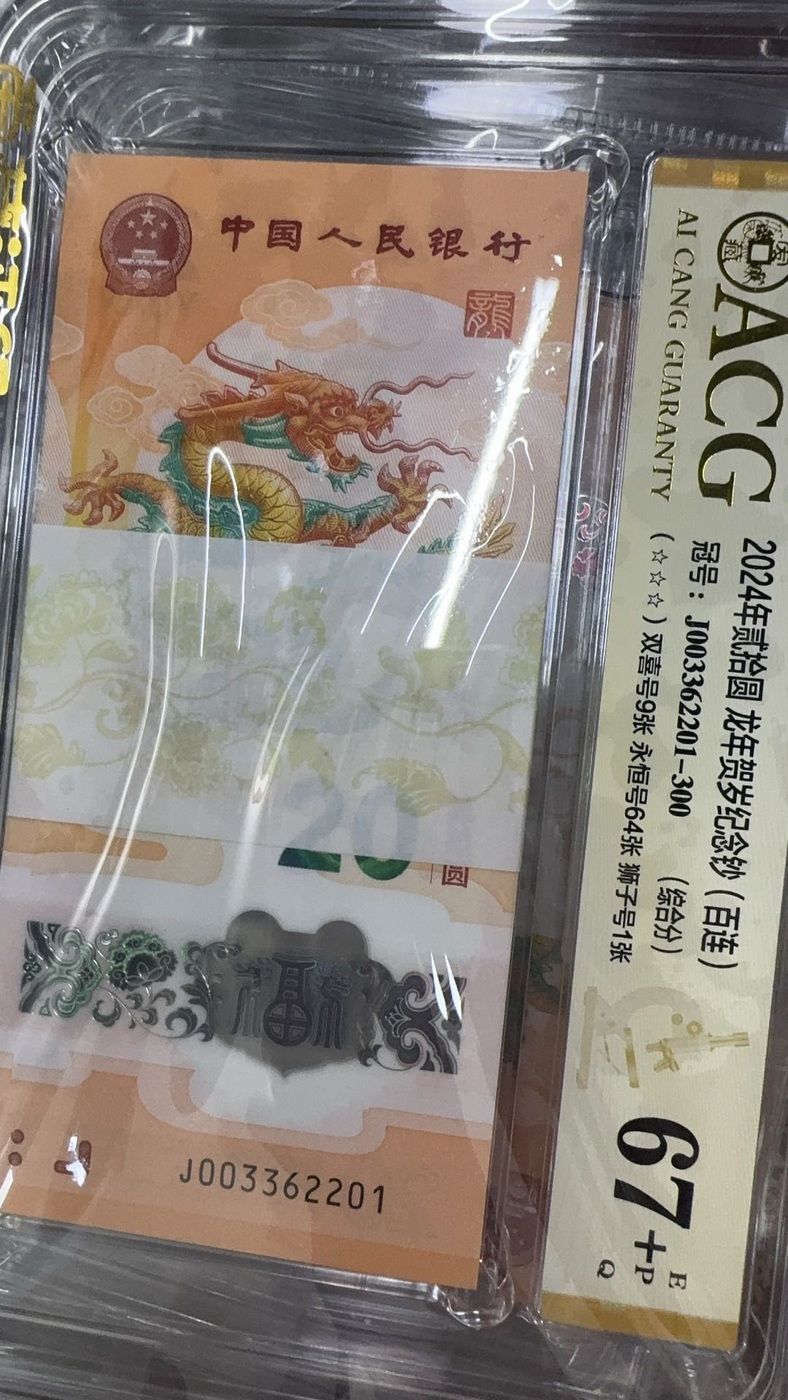 中国人民银行
龍
20
圆
福
J003362201
ACG
AI CANG GUARANTY
2024年贰拾圆 龙年贺岁纪念钞（百连）
冠号：J003362201-300 （综合分）
（☆☆☆）双喜号9张 永恒号64张 狮子号1张
67+
E
P
Q